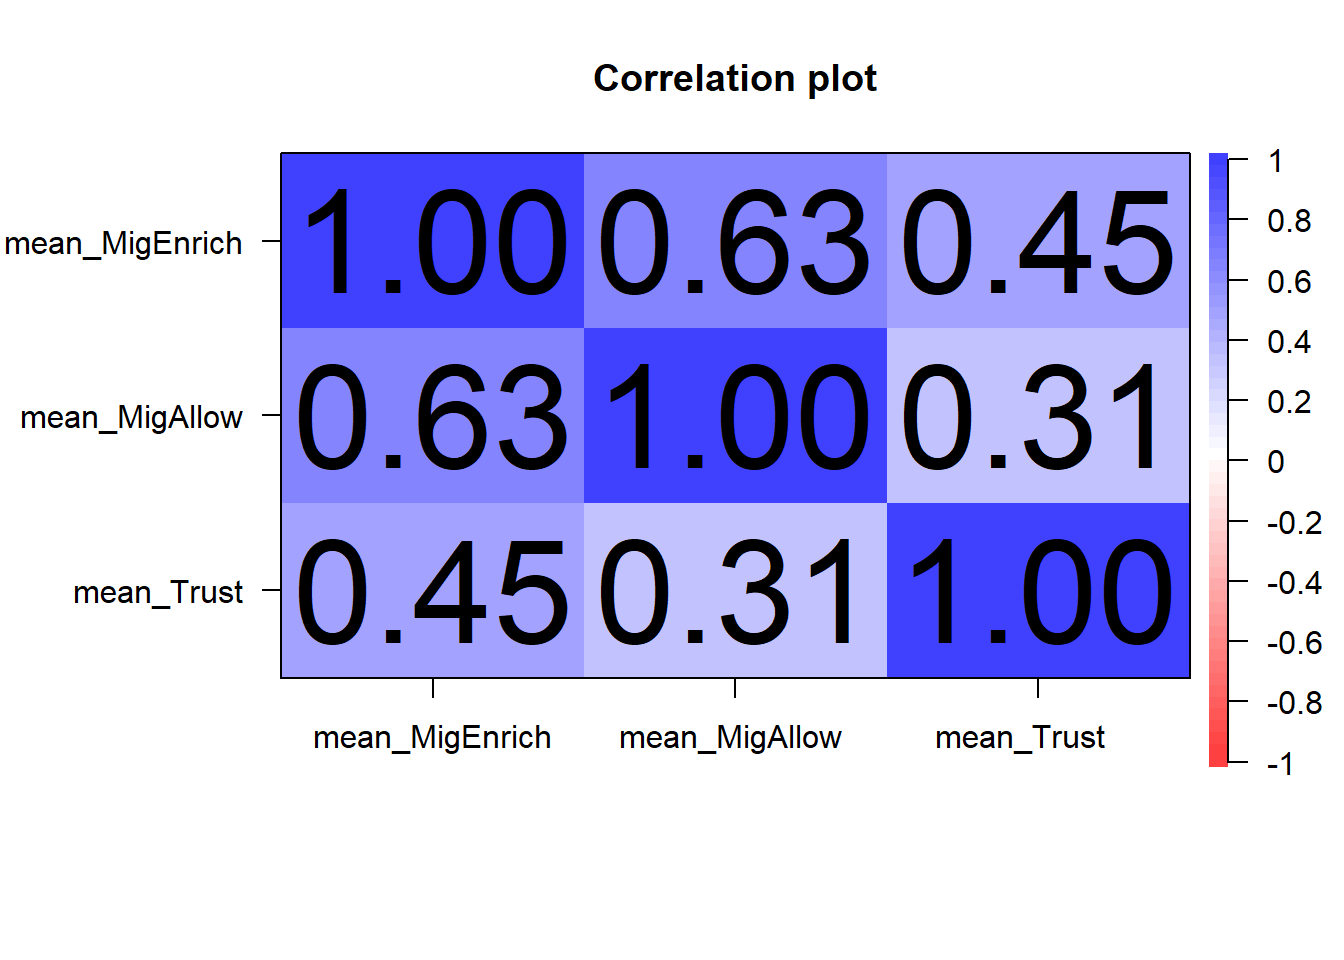 Correlation plot
mean_MigEnrich 1.00 0.63 0.45
mean_MigAllow 0.63 1.00 0.31
mean_Trust 0.45 0.31 1.00
mean_MigEnrich mean_MigAllow mean_Trust
1
0.8
0.6
0.4
0.2
0
-0.2
-0.4
-0.6
-0.8
-1